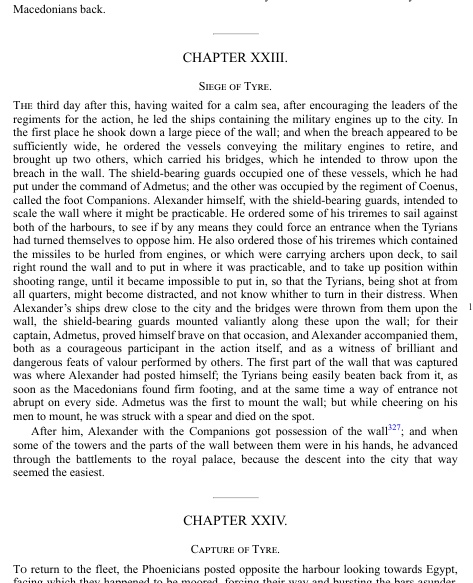 Macedonians back.
CHAPTER XXIII.
SIEGE OF TYRE.
THE third day after this, having waited for a calm sea, after encouraging the leaders of the
regiments for the action, he led the ships containing the military engines up to the city. In
the first place he shook down a large piece of the wall; and when the breach appeared to be
sufficiently wide, he ordered the vessels conveying the military engines to retire, and
brought up two others, which carried his bridges, which he intended to throw upon the
breach in the wall. The shield-bearing guards occupied one of these vessels, which he had
put under the command of Admetus; and the other was occupied by the regiment of Coenus,
called the foot Companions. Alexander himself, with the shield-bearing guards, intended to
scale the wall where it might be practicable. He ordered some of his triremes to sail against
both of the harbours, to see if by any means they could force an entrance when the Tyrians
had turned themselves to oppose him. He also ordered those of his triremes which contained
the missiles to be hurled from engines, or which were carrying archers upon deck, to sail
right round the wall and to put in where it was practicable, and to take up position within
shooting range, until it became impossible to put in, so that the Tyrians, being shot at from
all quarters, might become distracted, and not know whither to turn in their distress. When
Alexander's ships drew close to the city and the bridges were thrown from them upon the
wall, the shield-bearing guards mounted valiantly along these upon the wall; for their
captain, Admetus, proved himself brave on that occasion, and Alexander accompanied them,
both as a courageous participant in the action itself, and as a witness of brilliant and
dangerous feats of valour performed by others. The first part of the wall that was captured
was where Alexander had posted himself; the Tyrians being easily beaten back from it, as
soon as the Macedonians found firm footing, and at the same time a way of entrance not
abrupt on every side. Admetus was the first to mount the wall; but while cheering on his
men to mount, he was struck with a spear and died on the spot.
After him, Alexander with the Companions got possession of the wall327; and when
some of the towers and the parts of the wall between them were in his hands, he advanced
through the battlements to the royal palace, because the descent into the city that way
seemed the easiest.
CHAPTER XXIV.
CAPTURE OF TYRE.
TO return to the fleet, the Phoenicians posted opposite the harbour looking towards Egypt,
facing which they happened to be moored, forcing their way and bursting the bars asunder,